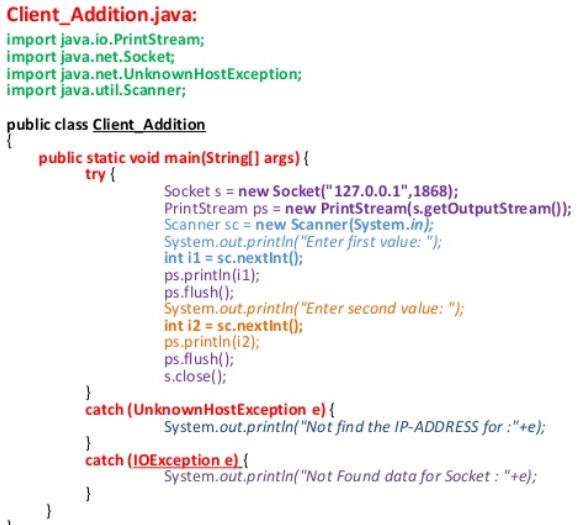 Client_Addition.java:
import java.io.PrintStream;
import java.net.Socket;
import java.net.UnknownHostException;
import java.util.Scanner;
public class Client_Addition
{
public static void main(String[] args) {
try {
Socket s = new Socket("127.0.0.1",1868);
PrintStream ps = new PrintStream(s.getOutputStream());
Scanner sc = new Scanner(System.in);
System.out.println("Enter first value: ");
int i1 = sc.nextInt();
ps.println(i1);
ps.flush();
System.out.println("Enter second value: ");
int i2 = sc.nextInt();
ps.println(i2);
ps.flush();
s.close();
}
catch (UnknownHostException e) {
System.out.println("Not find the IP-ADDRESS for :"+e);
}
catch (IOException e) {
System.out.println("Not Found data for Socket : "+e);
}
}
}